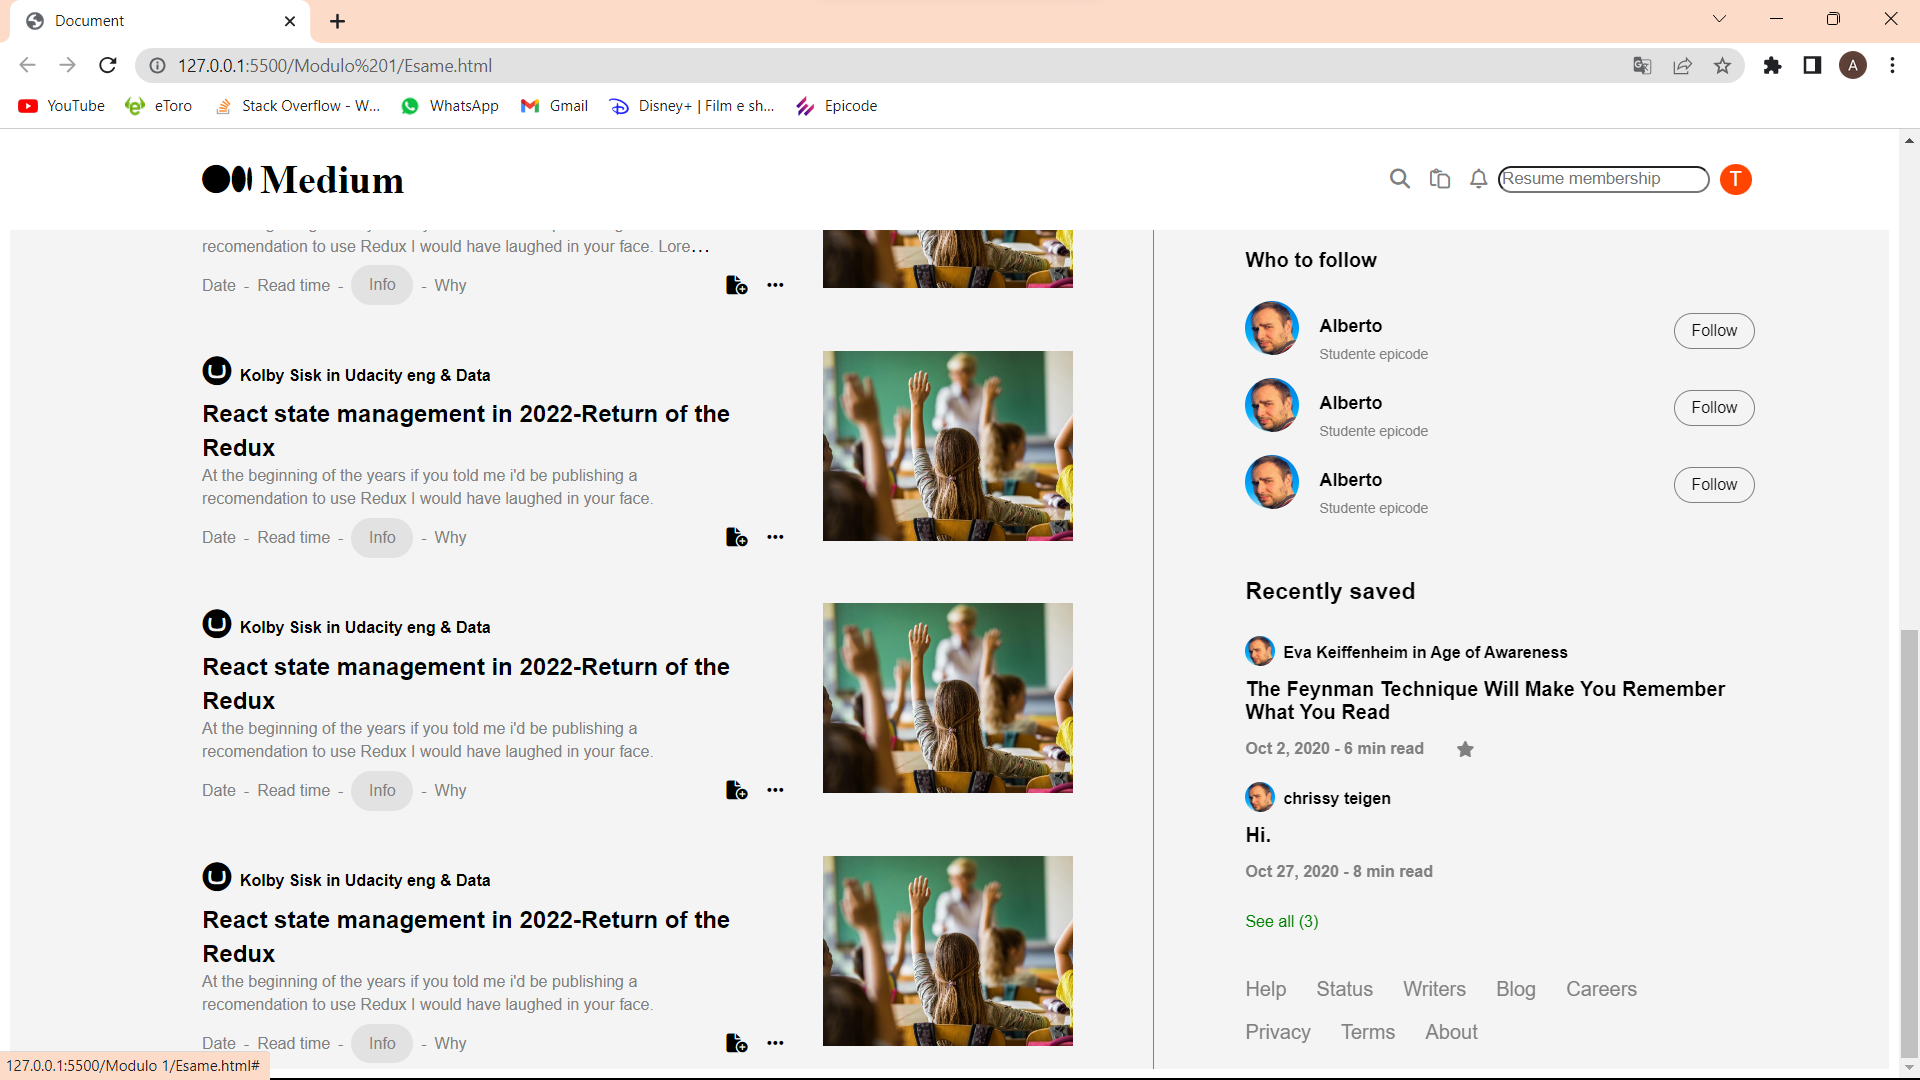 Document
127.0.0.1:5500/Modulo%201/Esame.html
A
YouTube
eToro
Stack Overflow - W...
WhatsApp
Gmail
Disney+ | Film e sh...
Epicode
Medium
Resume membership
T
recomendation to use Redux I would have laughed in your face. Lore...
Date - Read time - Info - Why
Kolby Sisk in Udacity eng & Data
React state management in 2022-Return of the
Redux
At the beginning of the years if you told me i'd be publishing a
recomendation to use Redux I would have laughed in your face.
Date - Read time - Info - Why
Kolby Sisk in Udacity eng & Data
React state management in 2022-Return of the
Redux
At the beginning of the years if you told me i'd be publishing a
recomendation to use Redux I would have laughed in your face.
Date - Read time - Info - Why
Kolby Sisk in Udacity eng & Data
React state management in 2022-Return of the
Redux
At the beginning of the years if you told me i'd be publishing a
recomendation to use Redux I would have laughed in your face.
Date - Read time - Info - Why
Who to follow
Alberto
Studente epicode
Follow
Alberto
Studente epicode
Follow
Alberto
Studente epicode
Follow
Recently saved
Eva Keiffenheim in Age of Awareness
The Feynman Technique Will Make You Remember
What You Read
Oct 2, 2020 - 6 min read
chrissy teigen
Hi.
Oct 27, 2020 - 8 min read
See all (3)
Help Status Writers Blog Careers
Privacy Terms About
127.0.0.1:5500/Modulo 1/Esame.html#